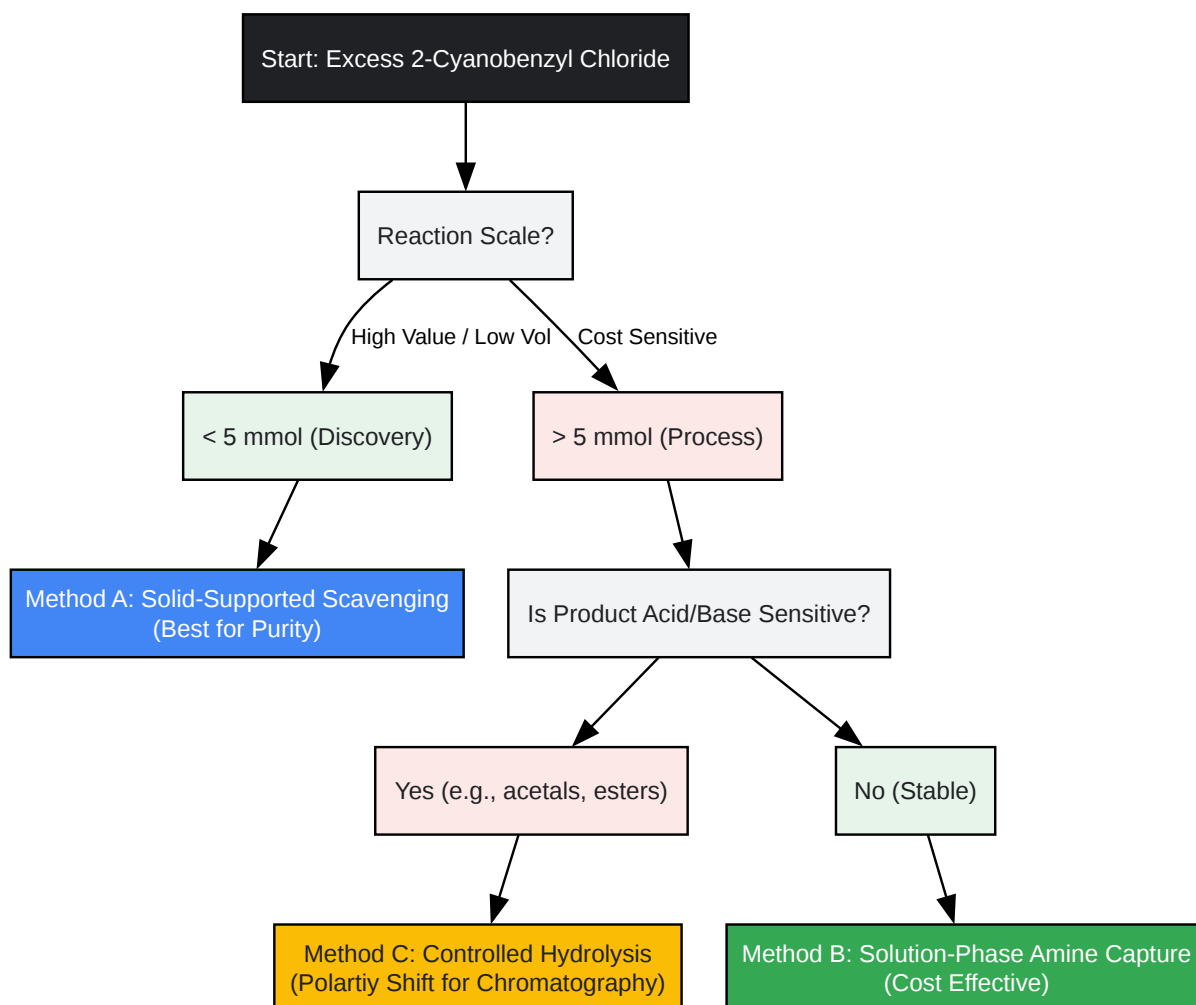 Start: Excess 2-Cyanobenzyl Chloride
Reaction Scale?
High Value / Low Vol
Cost Sensitive
< 5 mmol (Discovery)
> 5 mmol (Process)
Method A: Solid-Supported Scavenging
(Best for Purity)
Is Product Acid/Base Sensitive?
Yes (e.g., acetals, esters)
No (Stable)
Method C: Controlled Hydrolysis
(Polartiy Shift for Chromatography)
Method B: Solution-Phase Amine Capture
(Cost Effective)